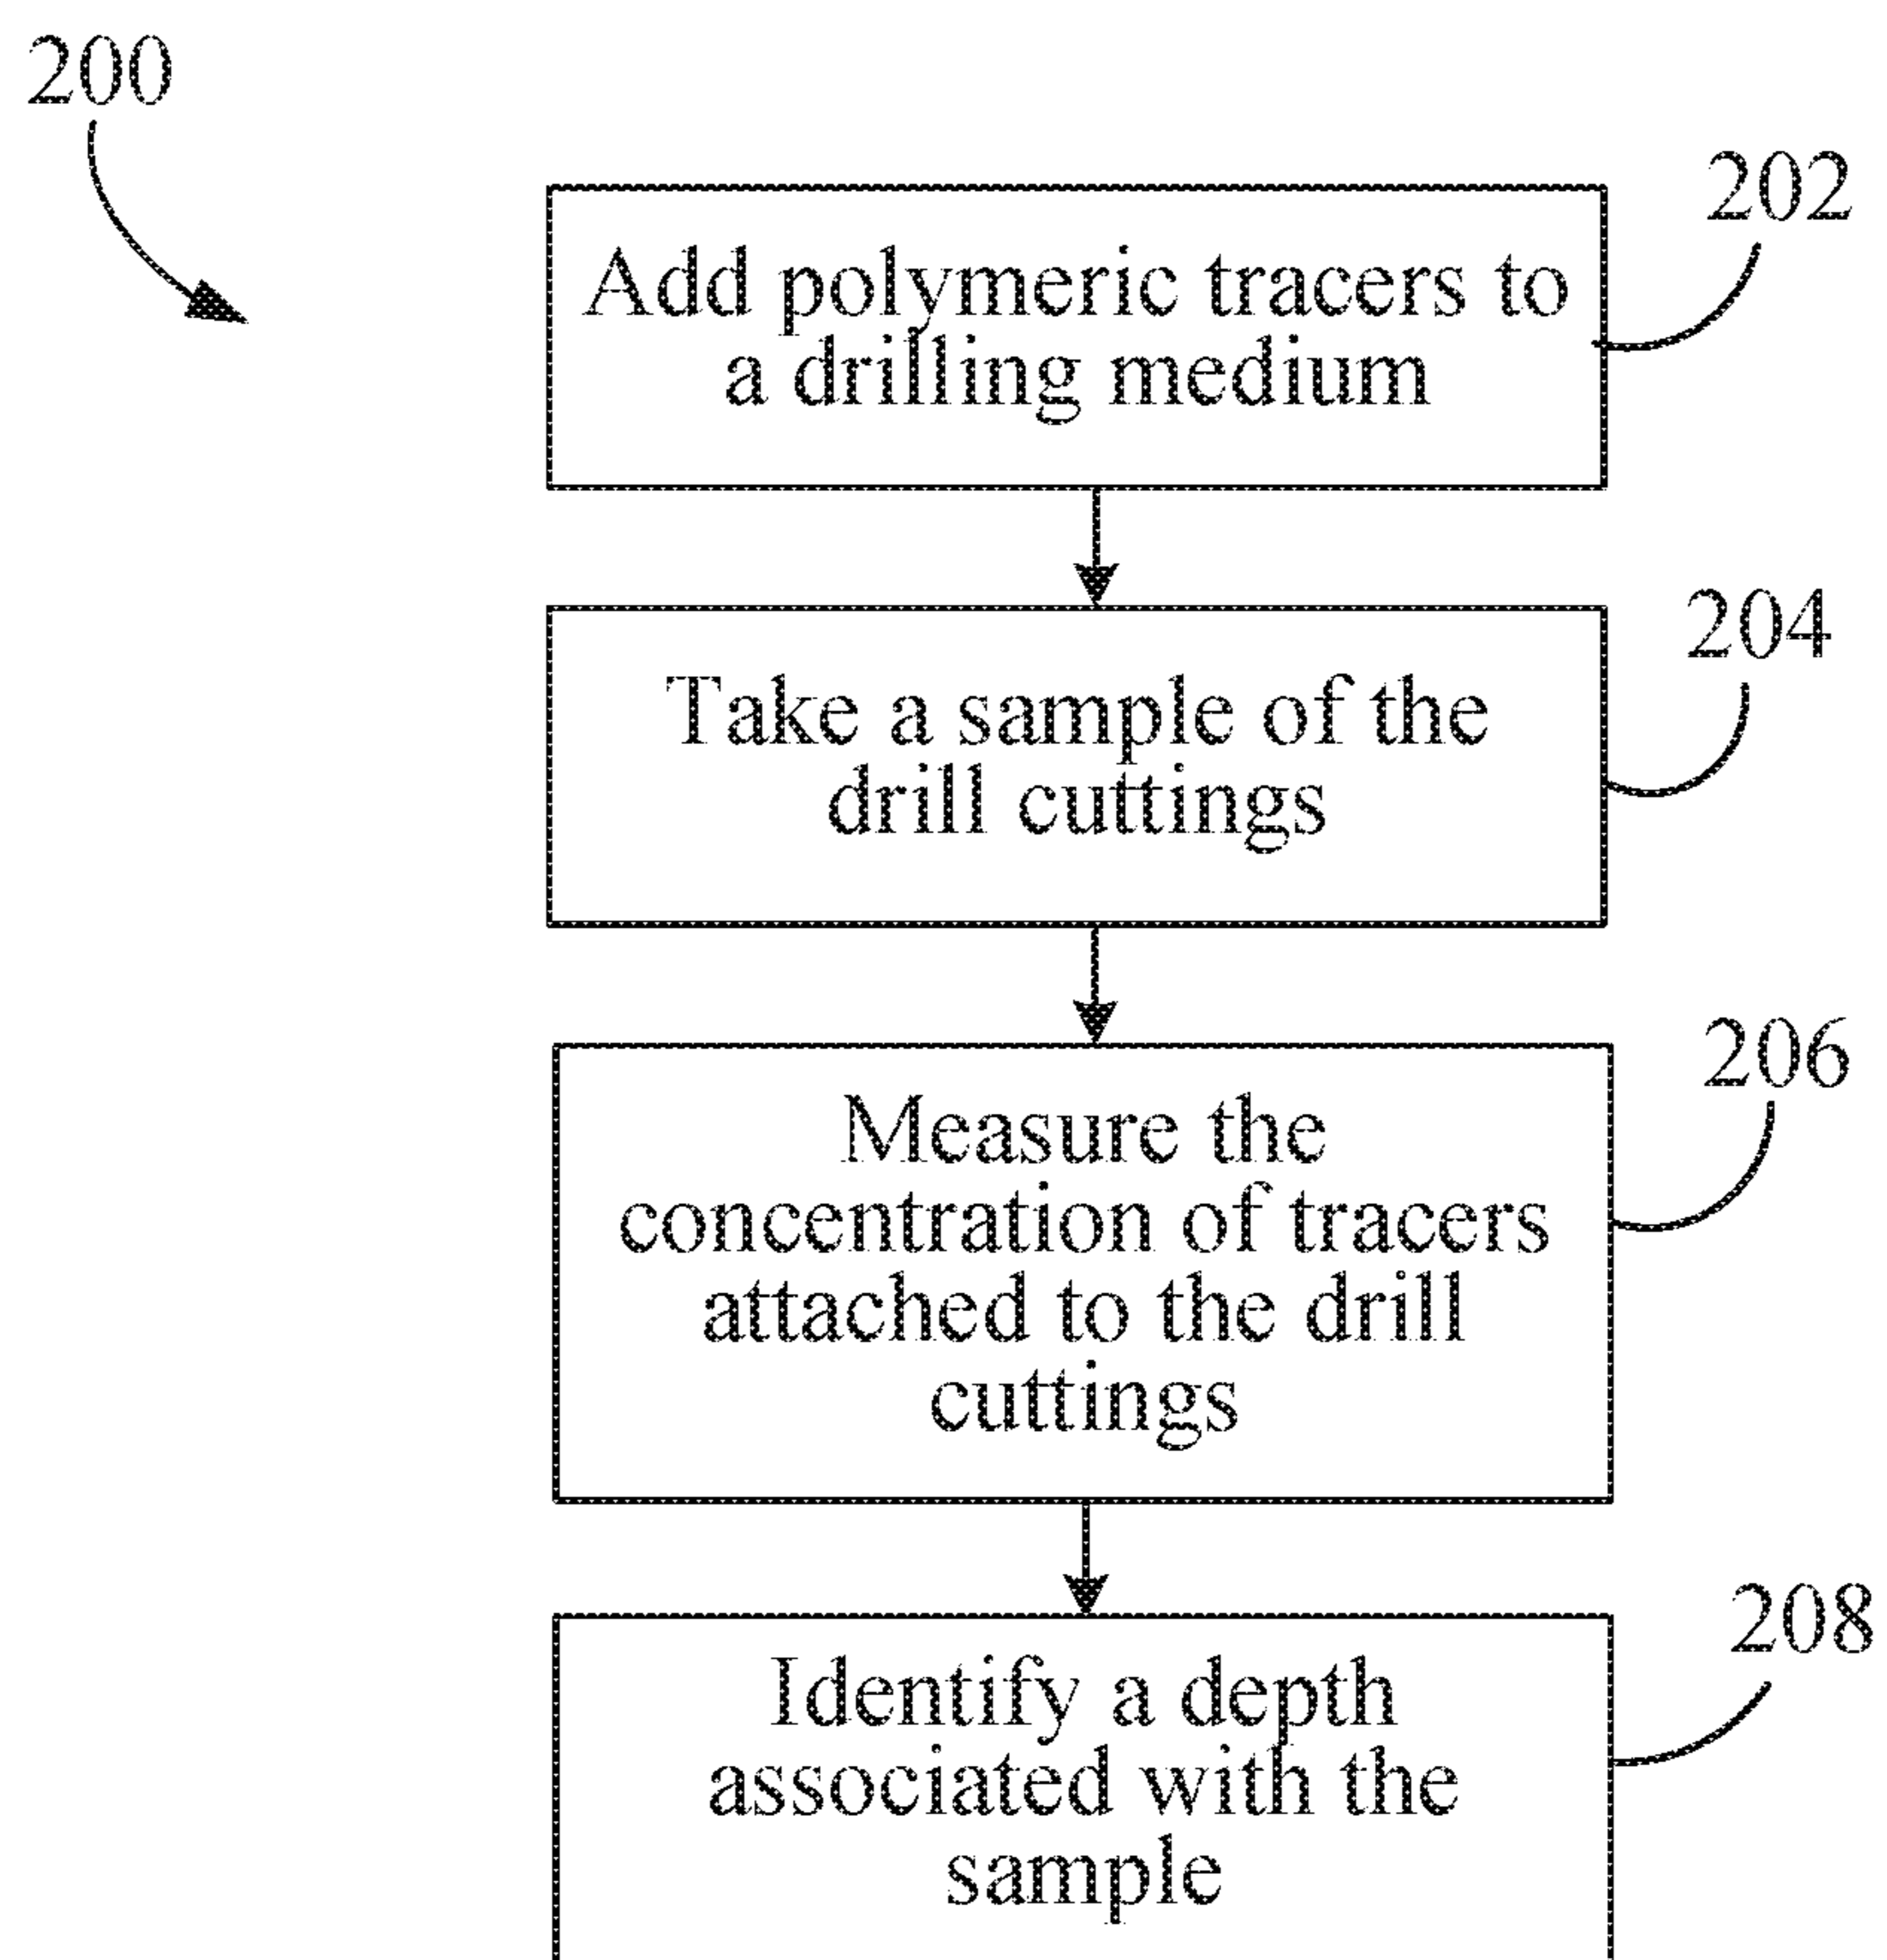 200
202
Add polymeric tracers to
a drilling medium
204
Take a sample of the
drill cuttings
206
Measure the
concentration of tracers
attached to the drill
cuttings
208
Identify a depth
associated with the
sample